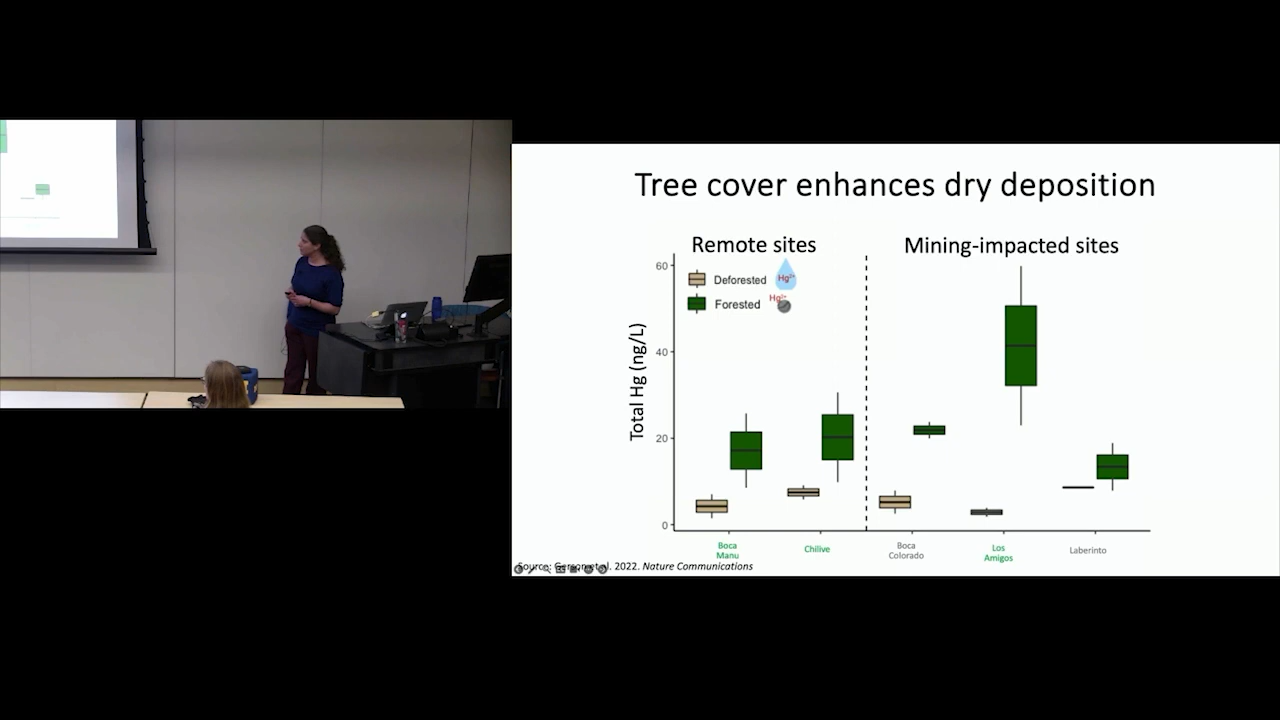 Tree cover enhances dry deposition
Remote sites
Mining-impacted sites
Deforested
Hg²⁺
Forested
Hg²⁺
Total Hg (ng/L)
60
40
20
0
Boca
Manu
Chilive
Boca
Colorado
Los
Amigos
Laberinto
Source: Gerson et al. 2022. Nature Communications